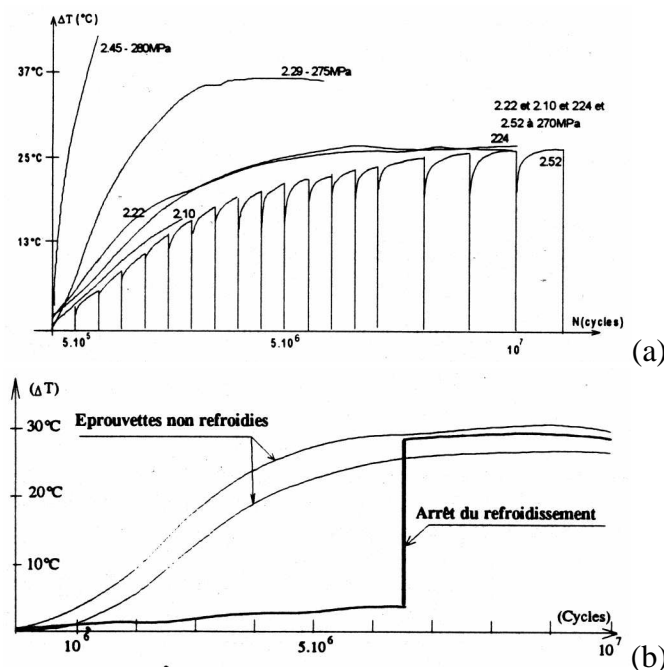 ΔT (°C)
2.45 - 280MPa
37°C
2.29 - 275MPa
2.22 et 2.10 et 224 et
2.52 à 270MPa
25°C
224
2.52
2.22
2.10
13°C
N(cycles)
5.10⁵
5.10⁶
10⁷
(a)
(ΔT)
Eprouvettes non refroidies
30°C
20°C
Arrêt du refroidissement
10°C
(Cycles)
10⁶
5.10⁶
10⁷
(b)